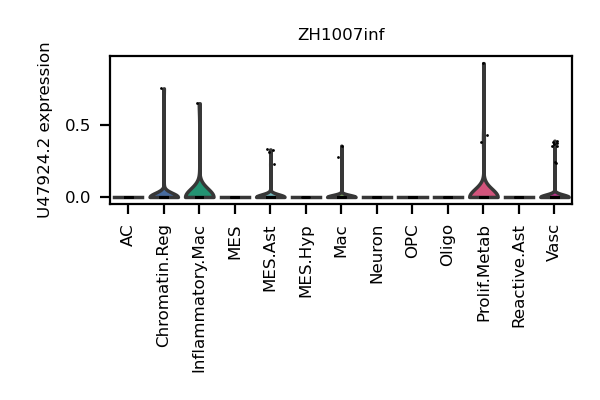 ZH1007inf
U47924.2 expression
0.5
0.0
AC
Chromatin.Reg
Inflammatory.Mac
MES
MES.Ast
MES.Hyp
Mac
Neuron
OPC
Oligo
Prolif.Metab
Reactive.Ast
Vasc